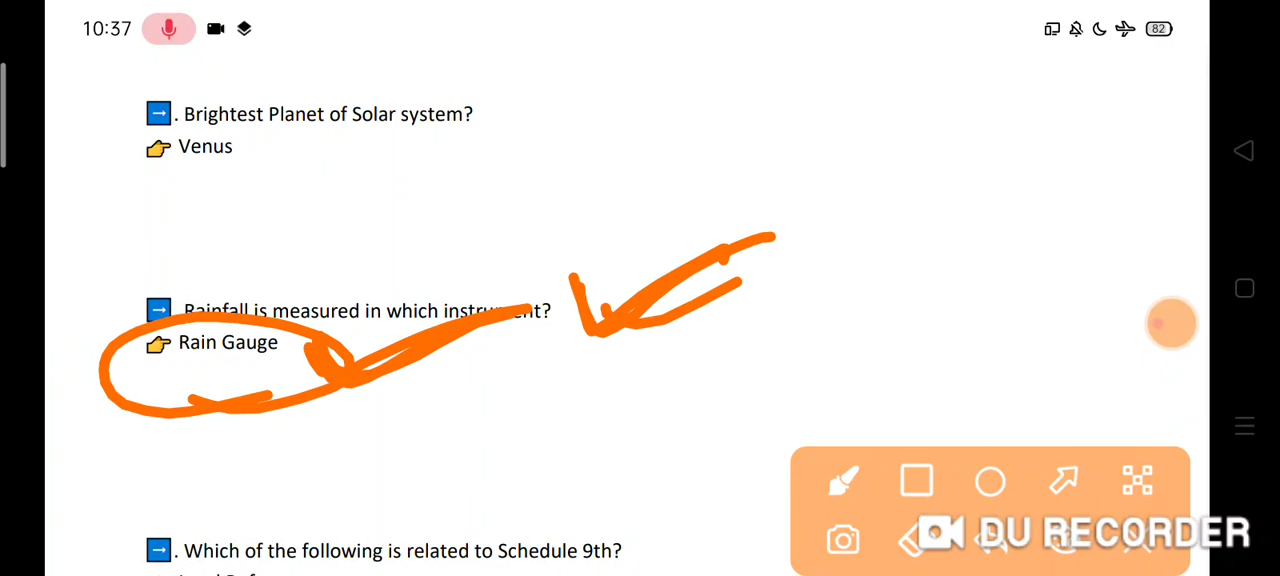 10:37
82
. Brightest Planet of Solar system?
Venus
. Rainfall is measured in which instrument?
Rain Gauge
DU RECORDER
. Which of the following is related to Schedule 9th?